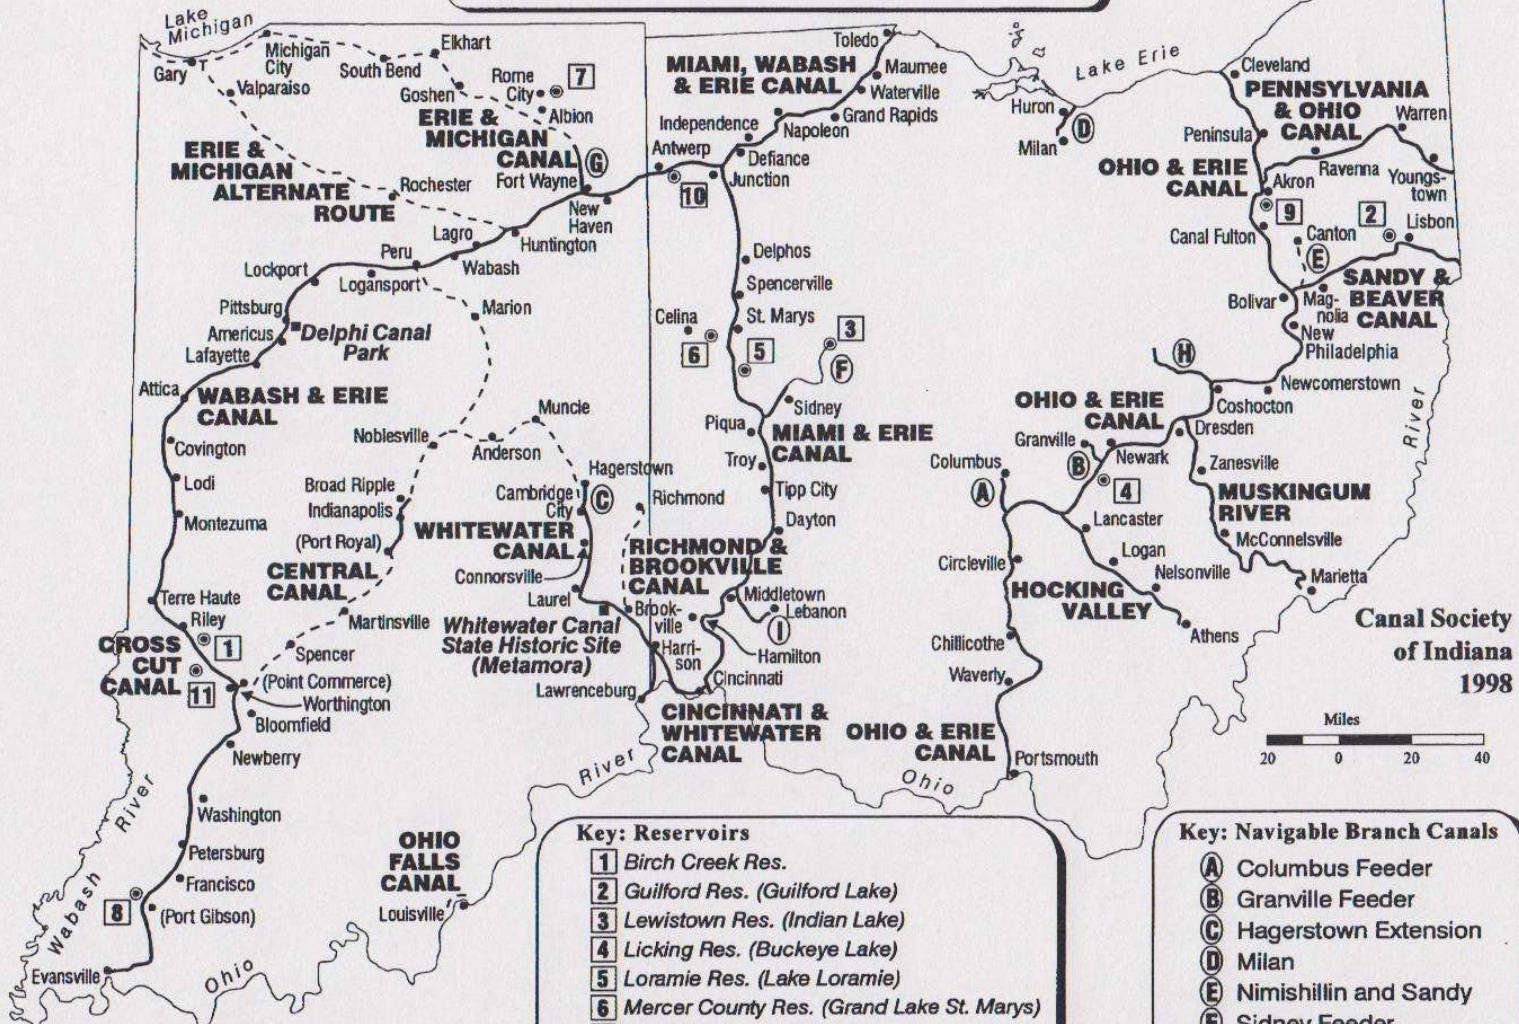 Lake
Michigan
Gary
Michigan
City
Valparaiso
South Bend
Elkhart
Goshen
Rome
City
7
Albion
ERIE &
MICHIGAN
CANAL
G
Fort Wayne
ERIE &
MICHIGAN
ALTERNATE
ROUTE
Rochester
New
Haven
Huntington
Lagro
Wabash
Peru
Logansport
Lockport
Pittsburg
Americus
Delphi Canal
Park
Lafayette
Attica
WABASH & ERIE
CANAL
Covington
Lodi
Montezuma
Terre Haute
Riley
1
CROSS
CUT
CANAL
11
(Point Commerce)
Worthington
Bloomfield
Newberry
Washington
Petersburg
Francisco
8
(Port Gibson)
Evansville
Wabash River
Ohio
Marion
Noblesville
Anderson
Muncie
Broad Ripple
Indianapolis
(Port Royal)
CENTRAL
CANAL
Martinsville
Spencer
Hagerstown
Cambridge
City
C
WHITEWATER
CANAL
Connorsville
Laurel
Whitewater Canal
State Historic Site
(Metamora)
Richmond
RICHMOND &
BROOKVILLE
CANAL
Brook-
ville
Harri-
son
Lawrenceburg
Cincinnati
CINCINNATI &
WHITEWATER
CANAL
River
OHIO
FALLS
CANAL
Louisville
Toledo
Maumee
Waterville
Grand Rapids
MIAMI, WABASH
& ERIE CANAL
Napoleon
Independence
Defiance
Antwerp
Junction
10
Delphos
Spencerville
St. Marys
Celina
6
5
3
F
Sidney
Piqua
MIAMI & ERIE
CANAL
Troy
Tipp City
Dayton
Middletown
Lebanon
I
Hamilton
Lake Erie
Huron
Milan
D
Cleveland
PENNSYLVANIA
& OHIO
CANAL
Warren
Peninsula
OHIO & ERIE
CANAL
Akron
Ravenna
Youngs-
town
9
2
Lisbon
Canal Fulton
Canton
E
SANDY &
BEAVER
CANAL
Bolivar
Mag-
nolia
New
Philadelphia
H
Newcomerstown
Coshocton
OHIO & ERIE
CANAL
Dresden
Granville
B
Newark
4
Zanesville
MUSKINGUM
RIVER
McConnelsville
Marietta
River
Columbus
A
Lancaster
Logan
Nelsonville
Circleville
HOCKING
VALLEY
Athens
Chillicothe
Waverly
OHIO & ERIE
CANAL
Portsmouth
Ohio
Canal Society
of Indiana
1998
Miles
20 0 20 40
Key: Reservoirs
1 Birch Creek Res.
2 Guilford Res. (Guilford Lake)
3 Lewistown Res. (Indian Lake)
4 Licking Res. (Buckeye Lake)
5 Loramie Res. (Lake Loramie)
6 Mercer County Res. (Grand Lake St. Marys)
Key: Navigable Branch Canals
A Columbus Feeder
B Granville Feeder
C Hagerstown Extension
D Milan
E Nimishillin and Sandy
F Sidney Feeder